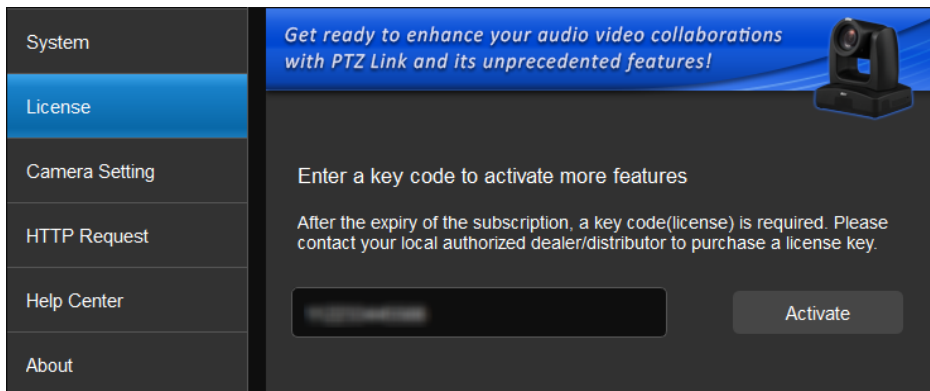 System
License
Camera Setting
HTTP Request
Help Center
About
Get ready to enhance your audio video collaborations
with PTZ Link and its unprecedented features!
Enter a key code to activate more features
After the expiry of the subscription, a key code(license) is required. Please
contact your local authorized dealer/distributor to purchase a license key.
Activate